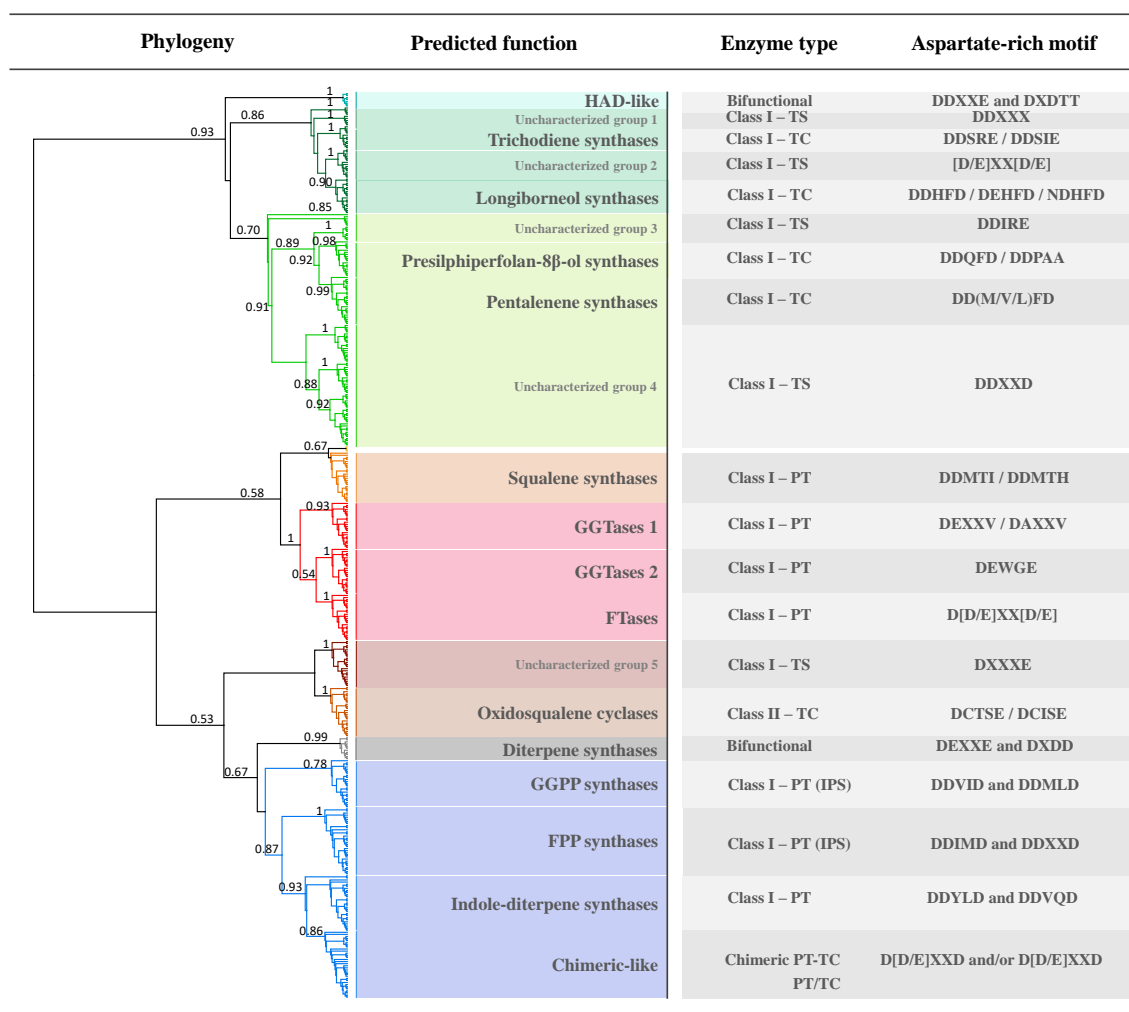 Phylogeny Predicted function Enzyme type Aspartate-rich motif
1 HAD-like Bifunctional DDXXE and DXDTT
1 Uncharacterized group 1 Class I – TS DDXXX
0.86
0.93 1 Trichodiene synthases Class I – TC DDSRE / DDSIE
1 Uncharacterized group 2 Class I – TS [D/E]XX[D/E]
0.90
Longiborneol synthases Class I – TC DDHFD / DEHFD / NDHFD
0.85
0.70 1 Uncharacterized group 3 Class I – TS DDIRE
0.89 0.98
0.92 Presilphiperfolan-8β-ol synthases Class I – TC DDQFD / DDPAA
0.99 Pentalenene synthases Class I – TC DD(M/V/L)FD
0.91
1
1
0.88 Uncharacterized group 4 Class I – TS DDXXD
0.92
0.67
0.58 Squalene synthases Class I – PT DDMTI / DDMTH
0.93 GGTases 1 Class I – PT DEXXV / DAXXV
1
1
0.54 GGTases 2 Class I – PT DEWGE
1 FTases Class I – PT D[D/E]XX[D/E]
1 Uncharacterized group 5 Class I – TS DXXXE
1
0.53 Oxidosqualene cyclases Class II – TC DCTSE / DCISE
0.99 Diterpene synthases Bifunctional DEXXE and DXDD
0.78
0.67 GGPP synthases Class I – PT (IPS) DDVID and DDMLD
1
0.87 FPP synthases Class I – PT (IPS) DDIMD and DDXXD
0.93 Indole-diterpene synthases Class I – PT DDYLD and DDVQD
0.86
Chimeric-like Chimeric PT-TC D[D/E]XXD and/or D[D/E]XXD
PT/TC